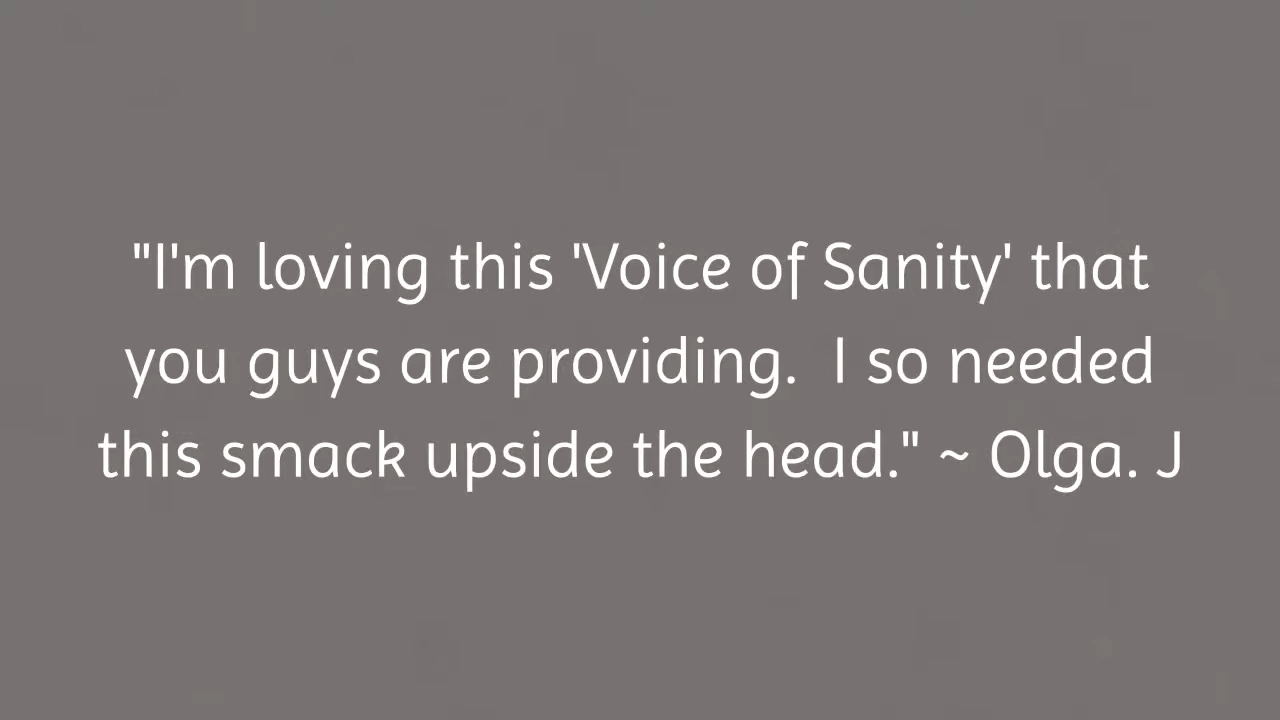 "I'm loving this 'Voice of Sanity' that
you guys are providing.  I so needed
this smack upside the head." ~ Olga. J